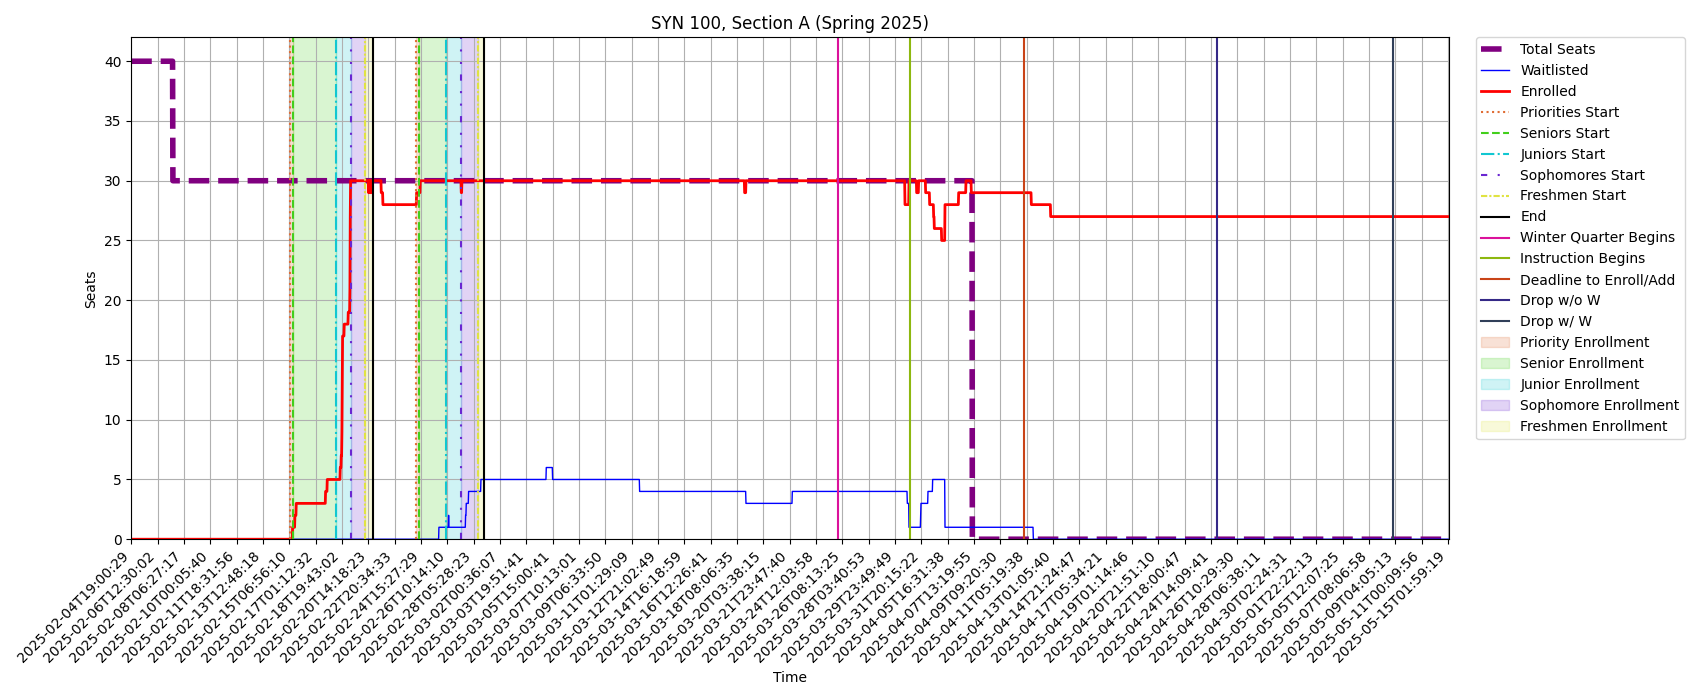 SYN 100, Section A (Spring 2025)
40
35
30
25
20
15
10
5
0
Seats
2025-02-04T19:00:29
2025-02-06T12:30:02
2025-02-08T06:27:17
2025-02-10T00:05:40
2025-02-11T18:31:56
2025-02-13T12:48:18
2025-02-15T06:56:10
2025-02-17T01:12:32
2025-02-18T19:43:02
2025-02-20T14:18:23
2025-02-22T20:34:33
2025-02-24T15:27:29
2025-02-26T10:14:10
2025-02-28T05:28:23
2025-03-02T00:36:07
2025-03-03T19:51:41
2025-03-05T15:00:41
2025-03-07T10:13:01
2025-03-09T06:33:50
2025-03-11T01:29:09
2025-03-12T21:02:49
2025-03-14T16:18:59
2025-03-16T12:26:41
2025-03-18T08:06:35
2025-03-20T03:38:15
2025-03-21T23:47:40
2025-03-24T12:03:58
2025-03-26T08:13:25
2025-03-28T03:40:53
2025-03-29T23:49:49
2025-03-31T20:15:22
2025-04-05T16:31:38
2025-04-07T13:19:55
2025-04-09T09:20:30
2025-04-11T05:19:38
2025-04-13T01:05:40
2025-04-14T21:24:47
2025-04-17T05:34:21
2025-04-19T01:14:46
2025-04-20T21:51:10
2025-04-22T18:00:47
2025-04-24T14:09:41
2025-04-26T10:29:30
2025-04-28T06:38:11
2025-04-30T02:24:31
2025-05-01T22:22:13
2025-05-05T12:07:25
2025-05-07T08:06:58
2025-05-09T04:05:13
2025-05-11T00:09:56
2025-05-15T01:59:19
Time
Total Seats
Waitlisted
Enrolled
Priorities Start
Seniors Start
Juniors Start
Sophomores Start
Freshmen Start
End
Winter Quarter Begins
Instruction Begins
Deadline to Enroll/Add
Drop w/o W
Drop w/ W
Priority Enrollment
Senior Enrollment
Junior Enrollment
Sophomore Enrollment
Freshmen Enrollment